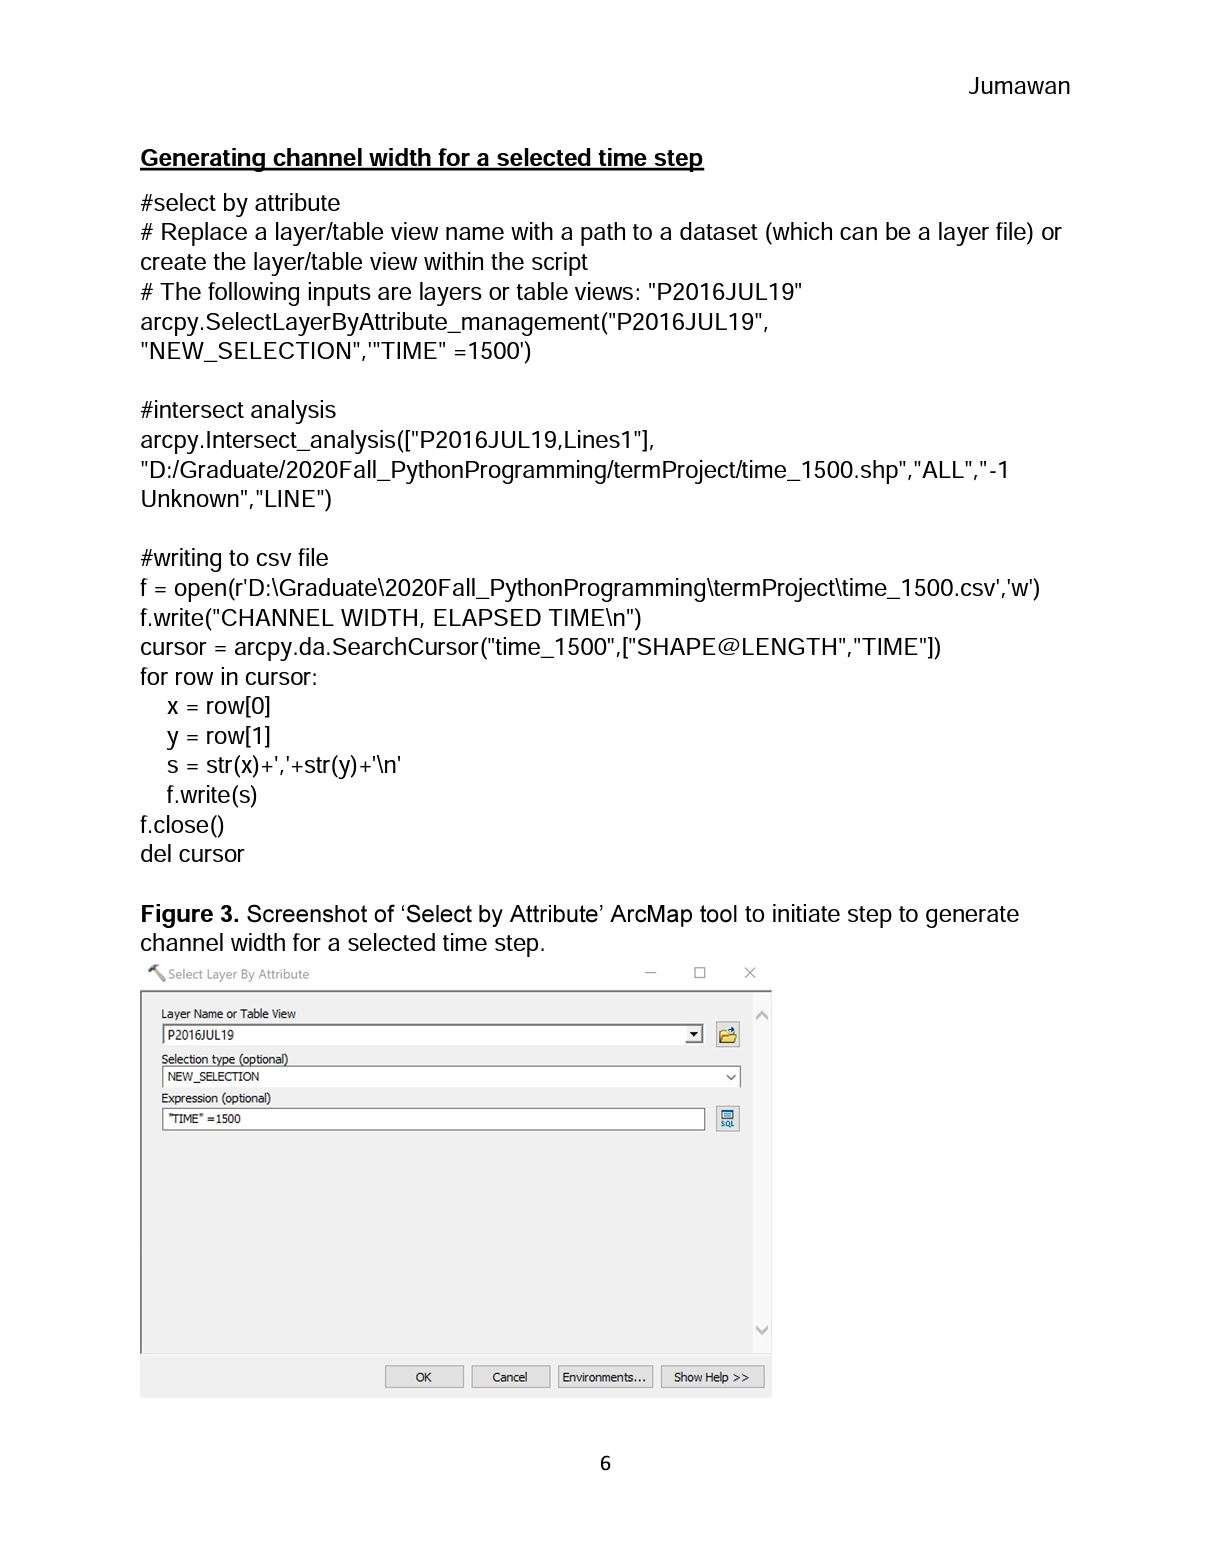 Jumawan
Generating channel width for a selected time step
#select by attribute
# Replace a layer/table view name with a path to a dataset (which can be a layer file) or
create the layer/table view within the script
# The following inputs are layers or table views: "P2016JUL19"
arcpy.SelectLayerByAttribute_management("P2016JUL19",
"NEW_SELECTION",'"TIME" =1500')
#intersect analysis
arcpy.Intersect_analysis(["P2016JUL19,Lines1"],
"D:/Graduate/2020Fall_PythonProgramming/termProject/time_1500.shp","ALL","-1
Unknown","LINE")
#writing to csv file
f = open(r'D:\Graduate\2020Fall_PythonProgramming\termProject\time_1500.csv','w')
f.write("CHANNEL WIDTH, ELAPSED TIME\n")
cursor = arcpy.da.SearchCursor("time_1500",["SHAPE@LENGTH","TIME"])
for row in cursor:
x = row[0]
y = row[1]
s = str(x)+','+str(y)+'\n'
f.write(s)
f.close()
del cursor
Figure 3. Screenshot of ‘Select by Attribute’ ArcMap tool to initiate step to generate
channel width for a selected time step.
Select Layer By Attribute
Layer Name or Table View
P2016JUL19
Selection type (optional)
NEW_SELECTION
Expression (optional)
"TIME" =1500
SQL
OK Cancel Environments... Show Help >>
6